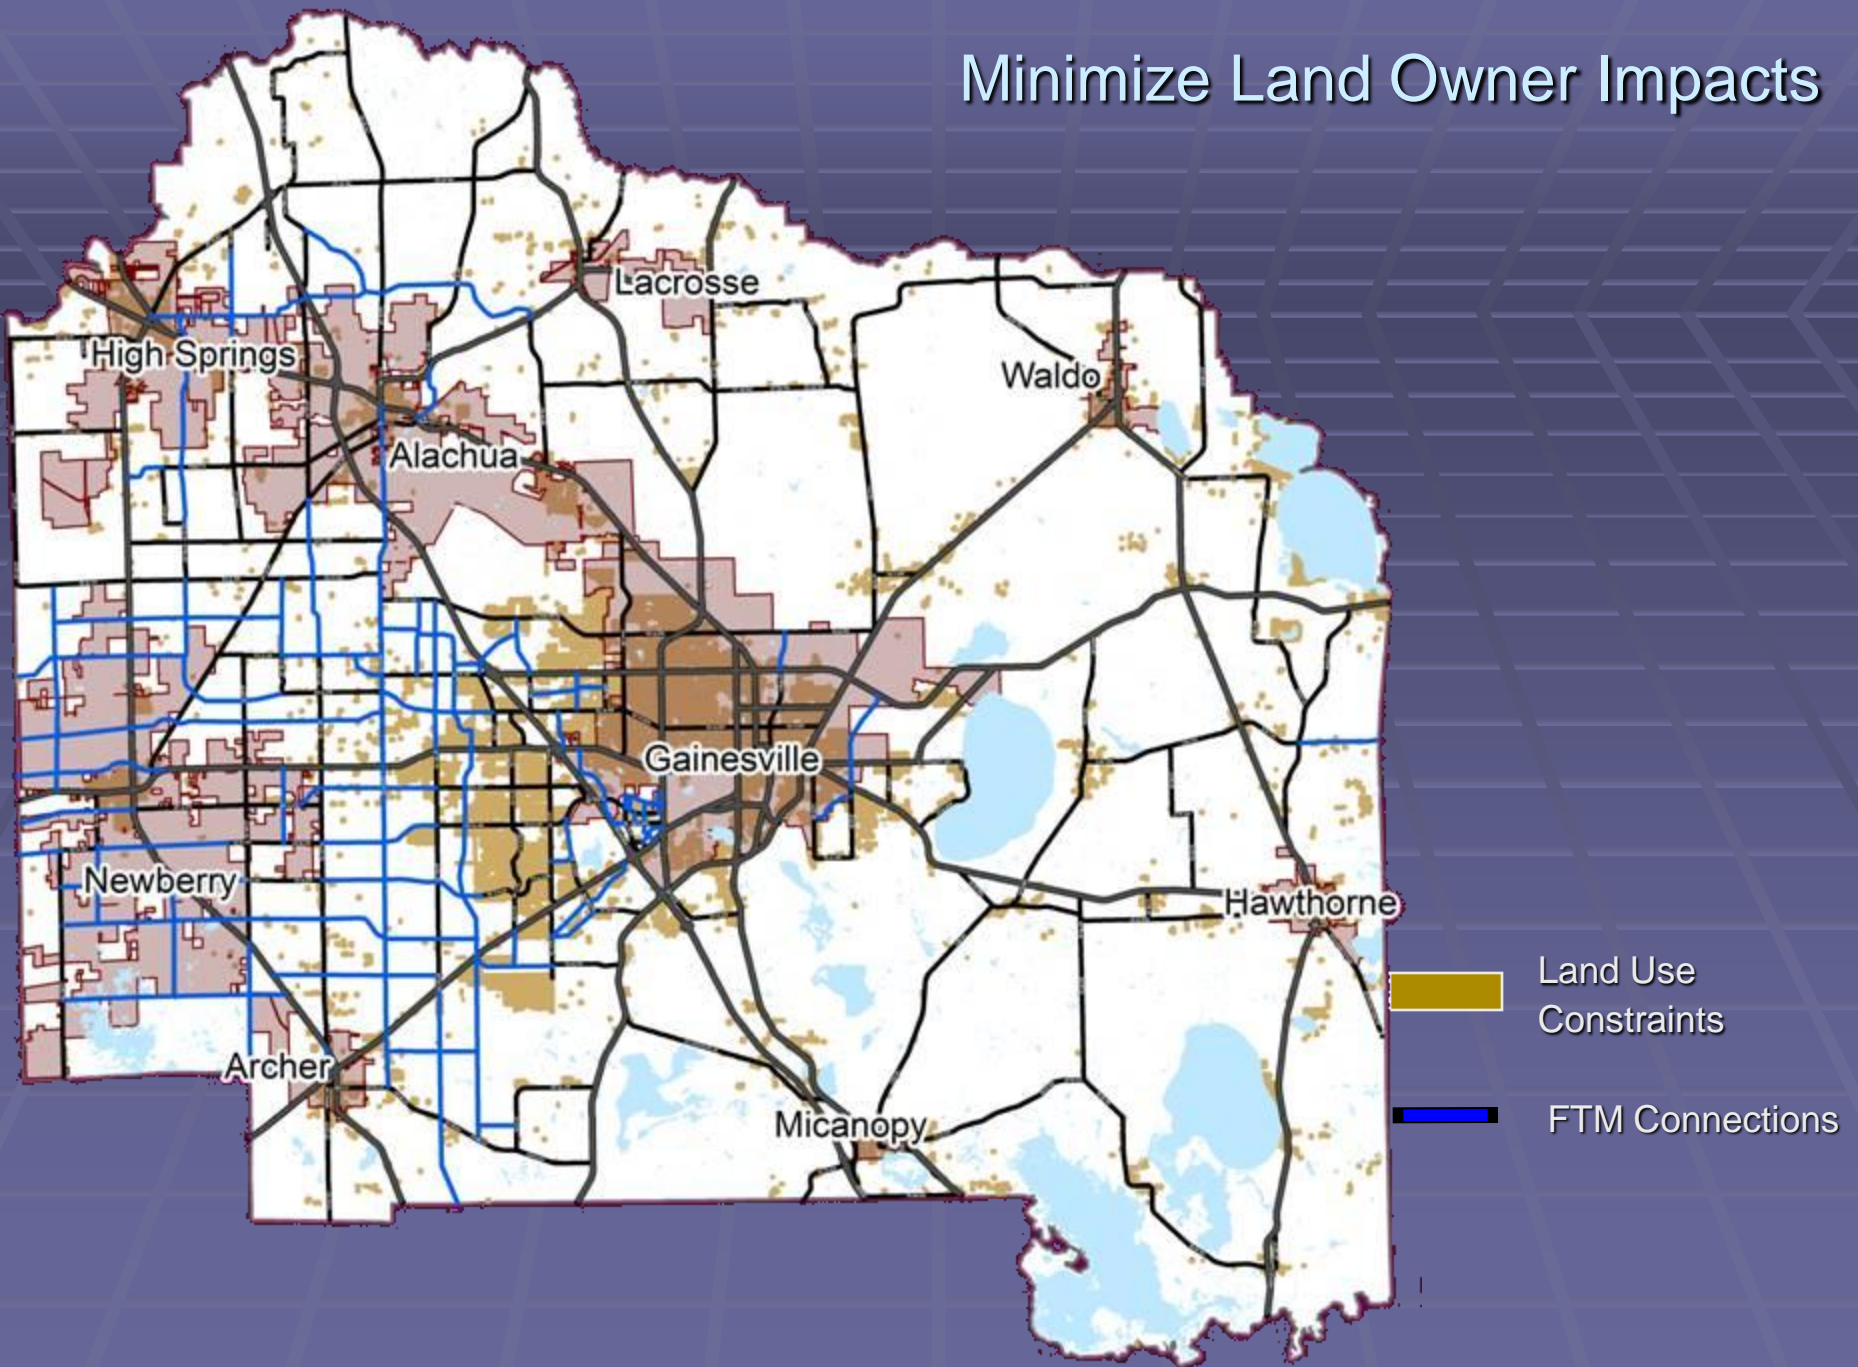 Minimize Land Owner Impacts
Lacrosse
High Springs
Waldo
Alachua
Gainesville
Newberry
Hawthorne
Land Use
Constraints
Archer
Micanopy
FTM Connections